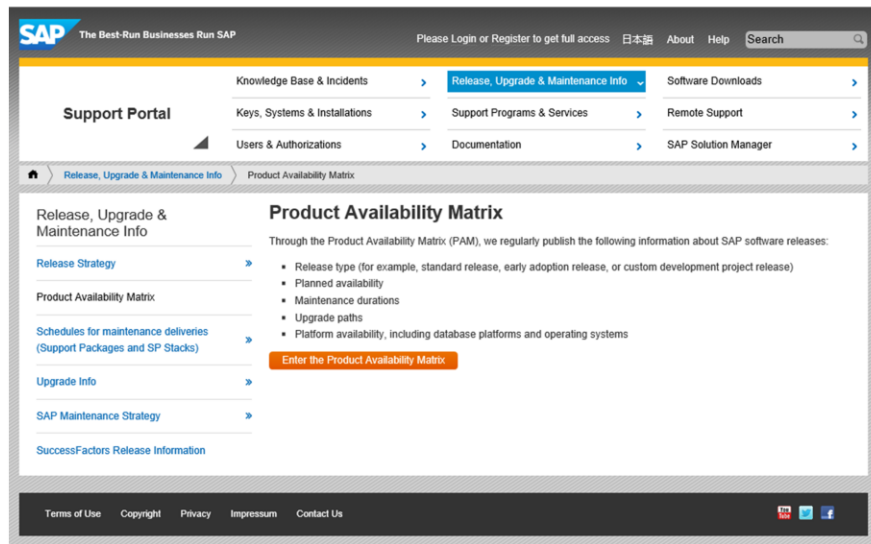 SAP The Best-Run Businesses Run SAP
Please Login or Register to get full access 日本語 About Help Search
Support Portal
Knowledge Base & Incidents
Release, Upgrade & Maintenance Info
Software Downloads
Keys, Systems & Installations
Support Programs & Services
Remote Support
Users & Authorizations
Documentation
SAP Solution Manager
Release, Upgrade & Maintenance Info Product Availability Matrix
Release, Upgrade &
Maintenance Info
Release Strategy
Product Availability Matrix
Schedules for maintenance deliveries
(Support Packages and SP Stacks)
Upgrade Info
SAP Maintenance Strategy
SuccessFactors Release Information
Product Availability Matrix
Through the Product Availability Matrix (PAM), we regularly publish the following information about SAP software releases:
Release type (for example, standard release, early adoption release, or custom development project release)
Planned availability
Maintenance durations
Upgrade paths
Platform availability, including database platforms and operating systems
Enter the Product Availability Matrix
Terms of Use Copyright Privacy Impressum Contact Us
You Tube